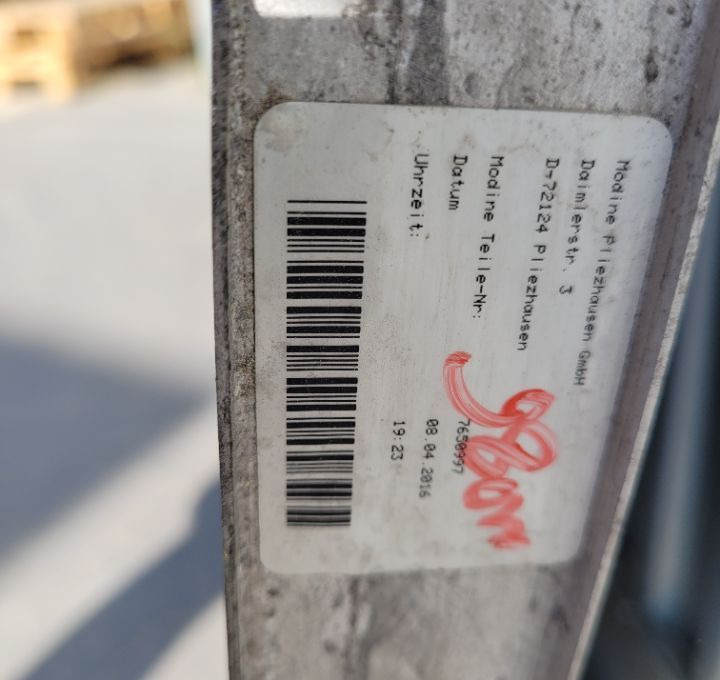 Modine Pliezhausen GmbH
Daimlerstr. 3
D-72124 Pliezhausen
Modine Teile-Nr: 7650997
Datum 08.04.2016
Uhrzeit: 19:23